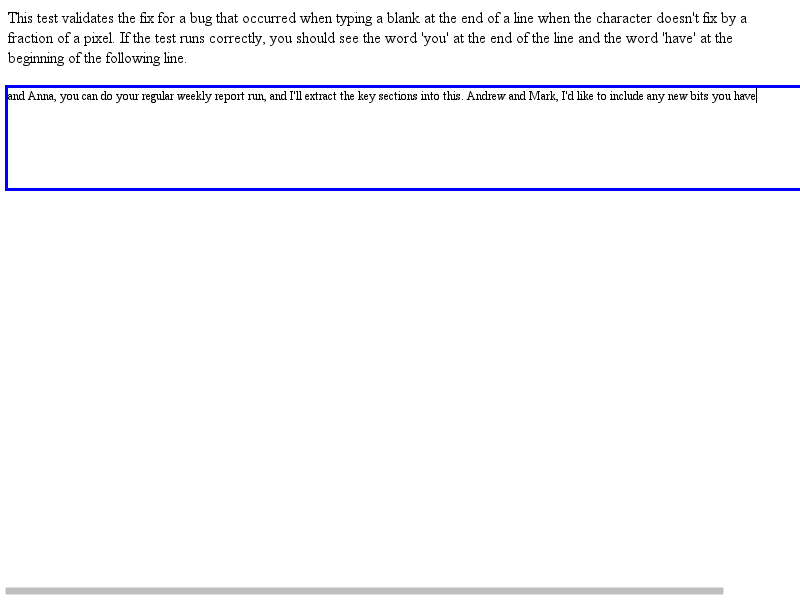 This test validates the fix for a bug that occurred when typing a blank at the end of a line when the character doesn't fix by a
fraction of a pixel. If the test runs correctly, you should see the word 'you' at the end of the line and the word 'have' at the
beginning of the following line.
and Anna, you can do your regular weekly report run, and I'll extract the key sections into this. Andrew and Mark, I'd like to include any new bits you have